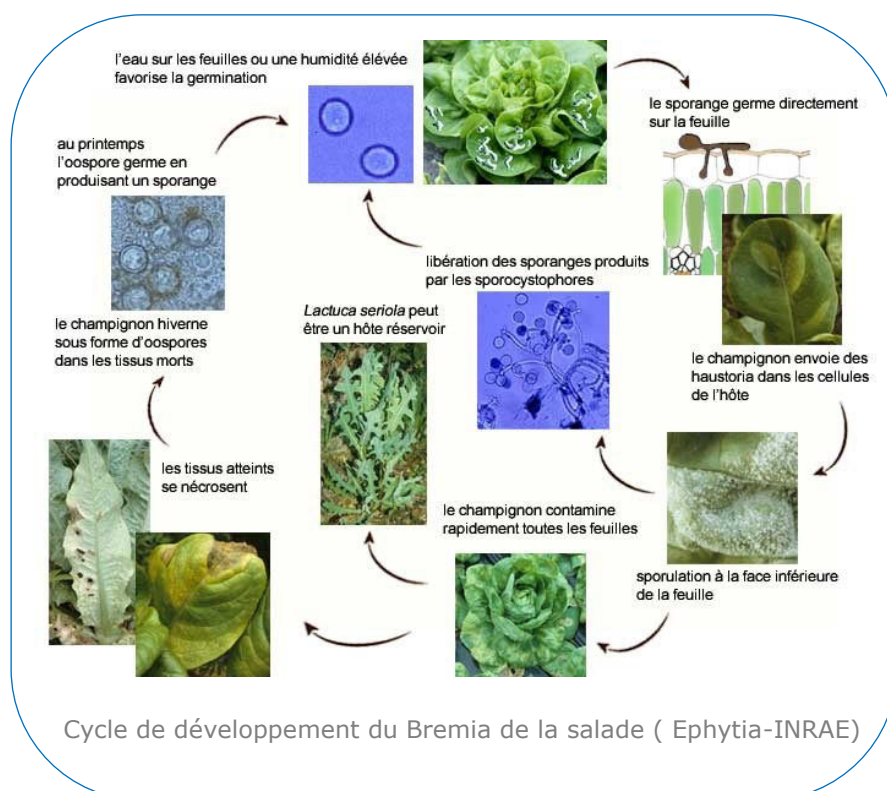 l'eau sur les feuilles ou une humidité élévée
favorise la germination
le sporange germe directement
sur la feuille
au printemps
l'oospore germe en
produisant un sporange
libération des sporanges produits
par les sporocystophores
Lactuca seriola peut
être un hôte réservoir
le champignon hiverne
sous forme d'oospores
dans les tissus morts
le champignon envoie des
haustoria dans les cellules
de l'hôte
les tissus atteints
se nécrosent
le champignon contamine
rapidement toutes les feuilles
sporulation à la face inférieure
de la feuille
Cycle de développement du Bremia de la salade ( Ephytia-INRAE)